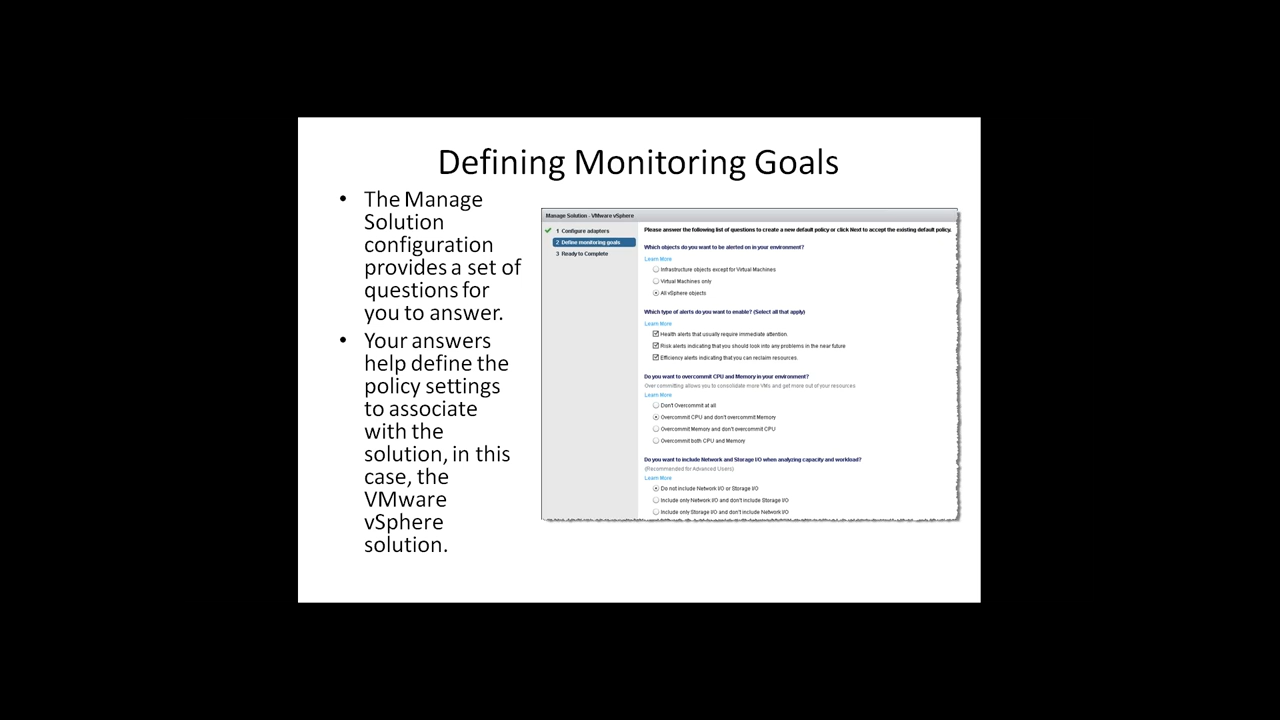 Defining Monitoring Goals
• The Manage
Solution
configuration
provides a set of
questions for
you to answer.
• Your answers
help define the
policy settings
to associate
with the
solution, in this
case, the
VMware
vSphere
solution.
Manage Solution - VMware vSphere
1 Configure adapters
2 Define monitoring goals
3 Ready to Complete
Please answer the following list of questions to create a new default policy or click Next to accept the existing default policy.
Which objects do you want to be alerted on in your environment?
Learn More
Infrastructure objects except for Virtual Machines
Virtual Machines only
All vSphere objects
Which type of alerts do you want to enable? (Select all that apply)
Learn More
Health alerts that usually require immediate attention.
Risk alerts indicating that you should look into any problems in the near future
Efficiency alerts indicating that you can reclaim resources.
Do you want to overcommit CPU and Memory in your environment?
Over committing allows you to consolidate more VMs and get more out of your resources
Learn More
Don't Overcommit at all
Overcommit CPU and don't overcommit Memory
Overcommit Memory and don't overcommit CPU
Overcommit both CPU and Memory
Do you want to include Network and Storage I/O when analyzing capacity and workload?
(Recommended for Advanced Users)
Learn More
Do not include Network I/O or Storage I/O
Include only Network I/O and don't include Storage I/O
Include only Storage I/O and don't include Network I/O